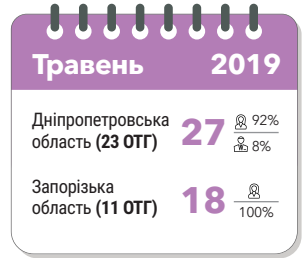 Травень 2019
Дніпропетровська
область (23 ОТГ)
27
92%
8%
Запорізька
область (11 ОТГ)
18
100%